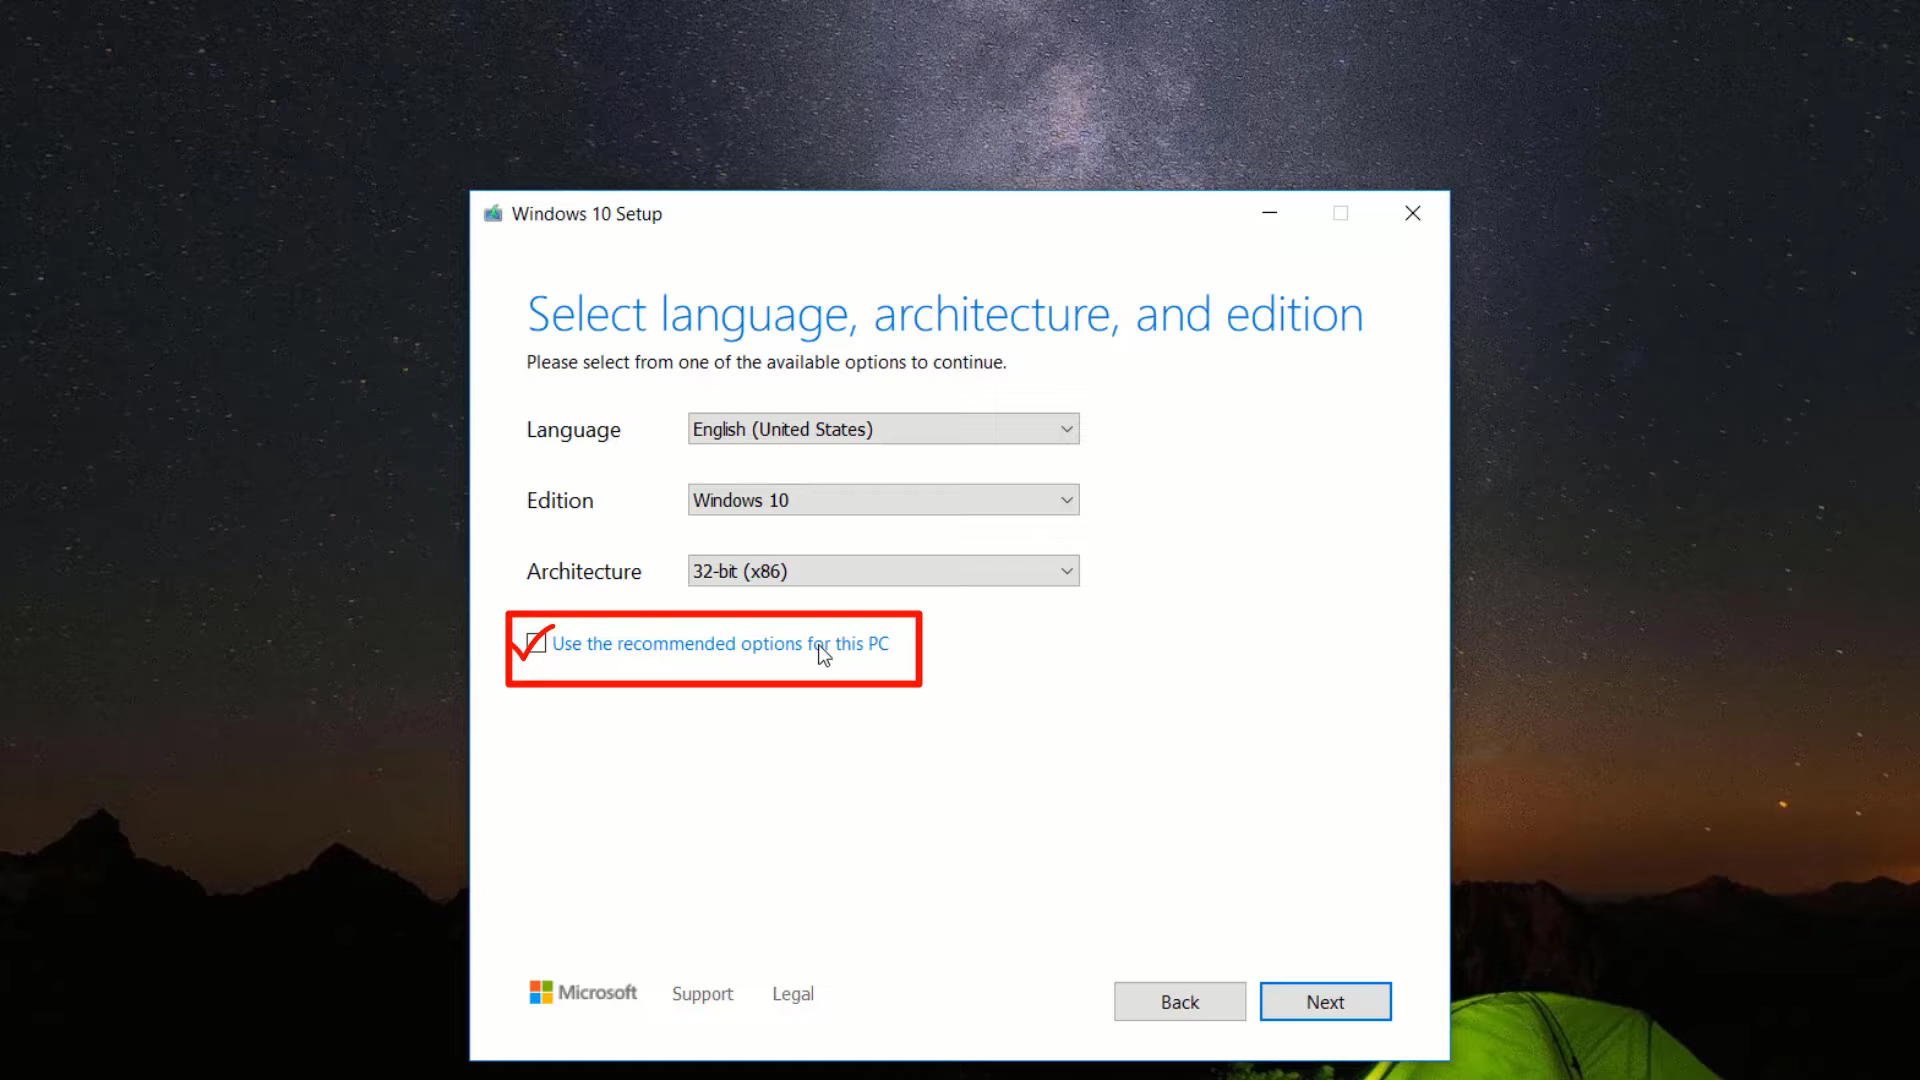 Windows 10 Setup
Select language, architecture, and edition
Please select from one of the available options to continue.
Language
English (United States)
Edition
Windows 10
Architecture
32-bit (x86)
Use the recommended options for this PC
Microsoft
Support
Legal
Back
Next